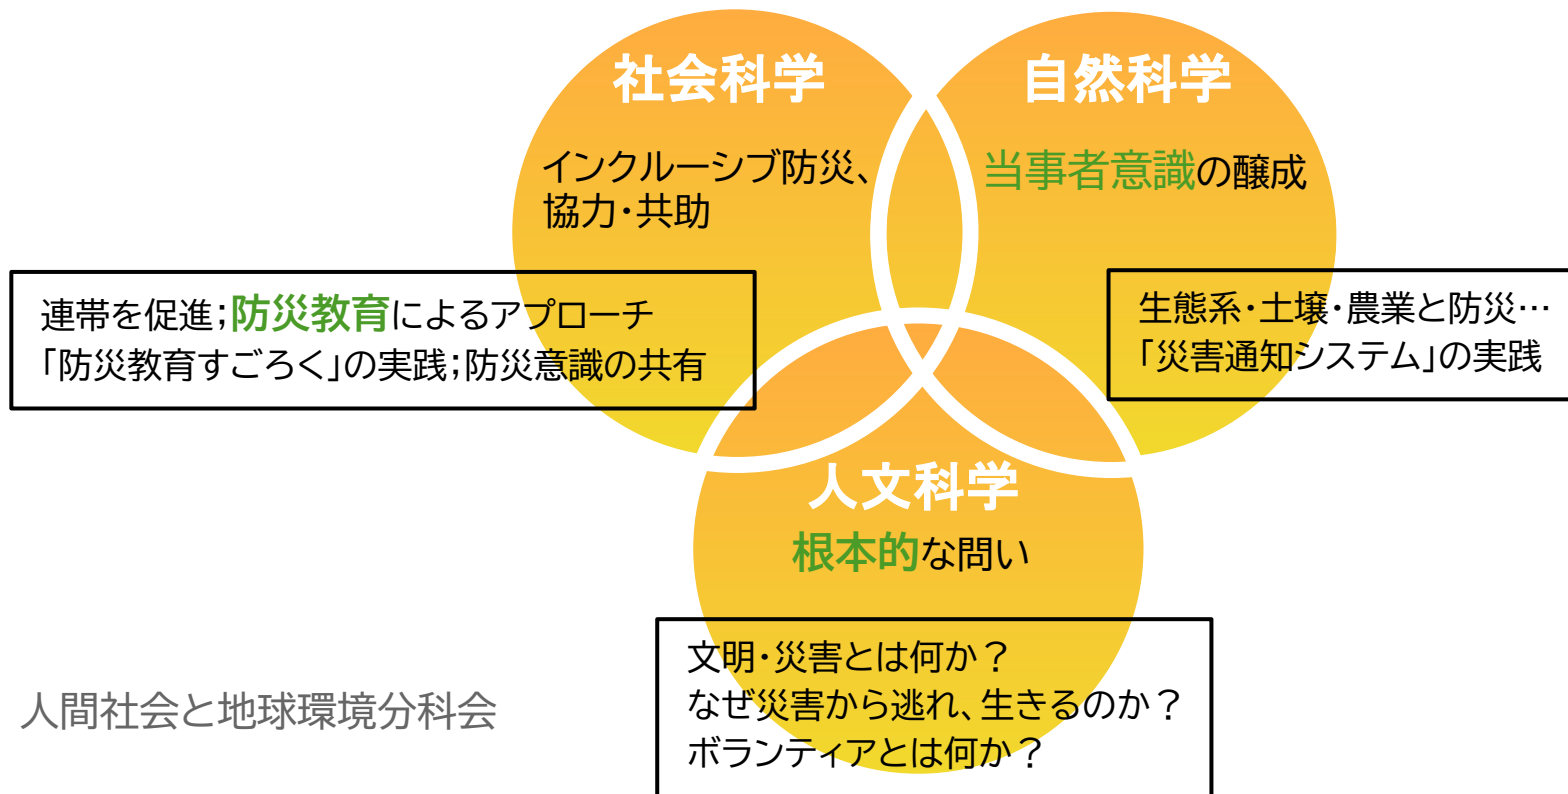 社会科学
インクルーシブ防災、
協力・共助
連帯を促進;防災教育によるアプローチ
「防災教育すごろく」の実践;防災意識の共有
自然科学
当事者意識の醸成
生態系・土壌・農業と防災…
「災害通知システム」の実践
人文科学
根本的な問い
文明・災害とは何か?
なぜ災害から逃れ、生きるのか?
ボランティアとは何か?
人間社会と地球環境分科会